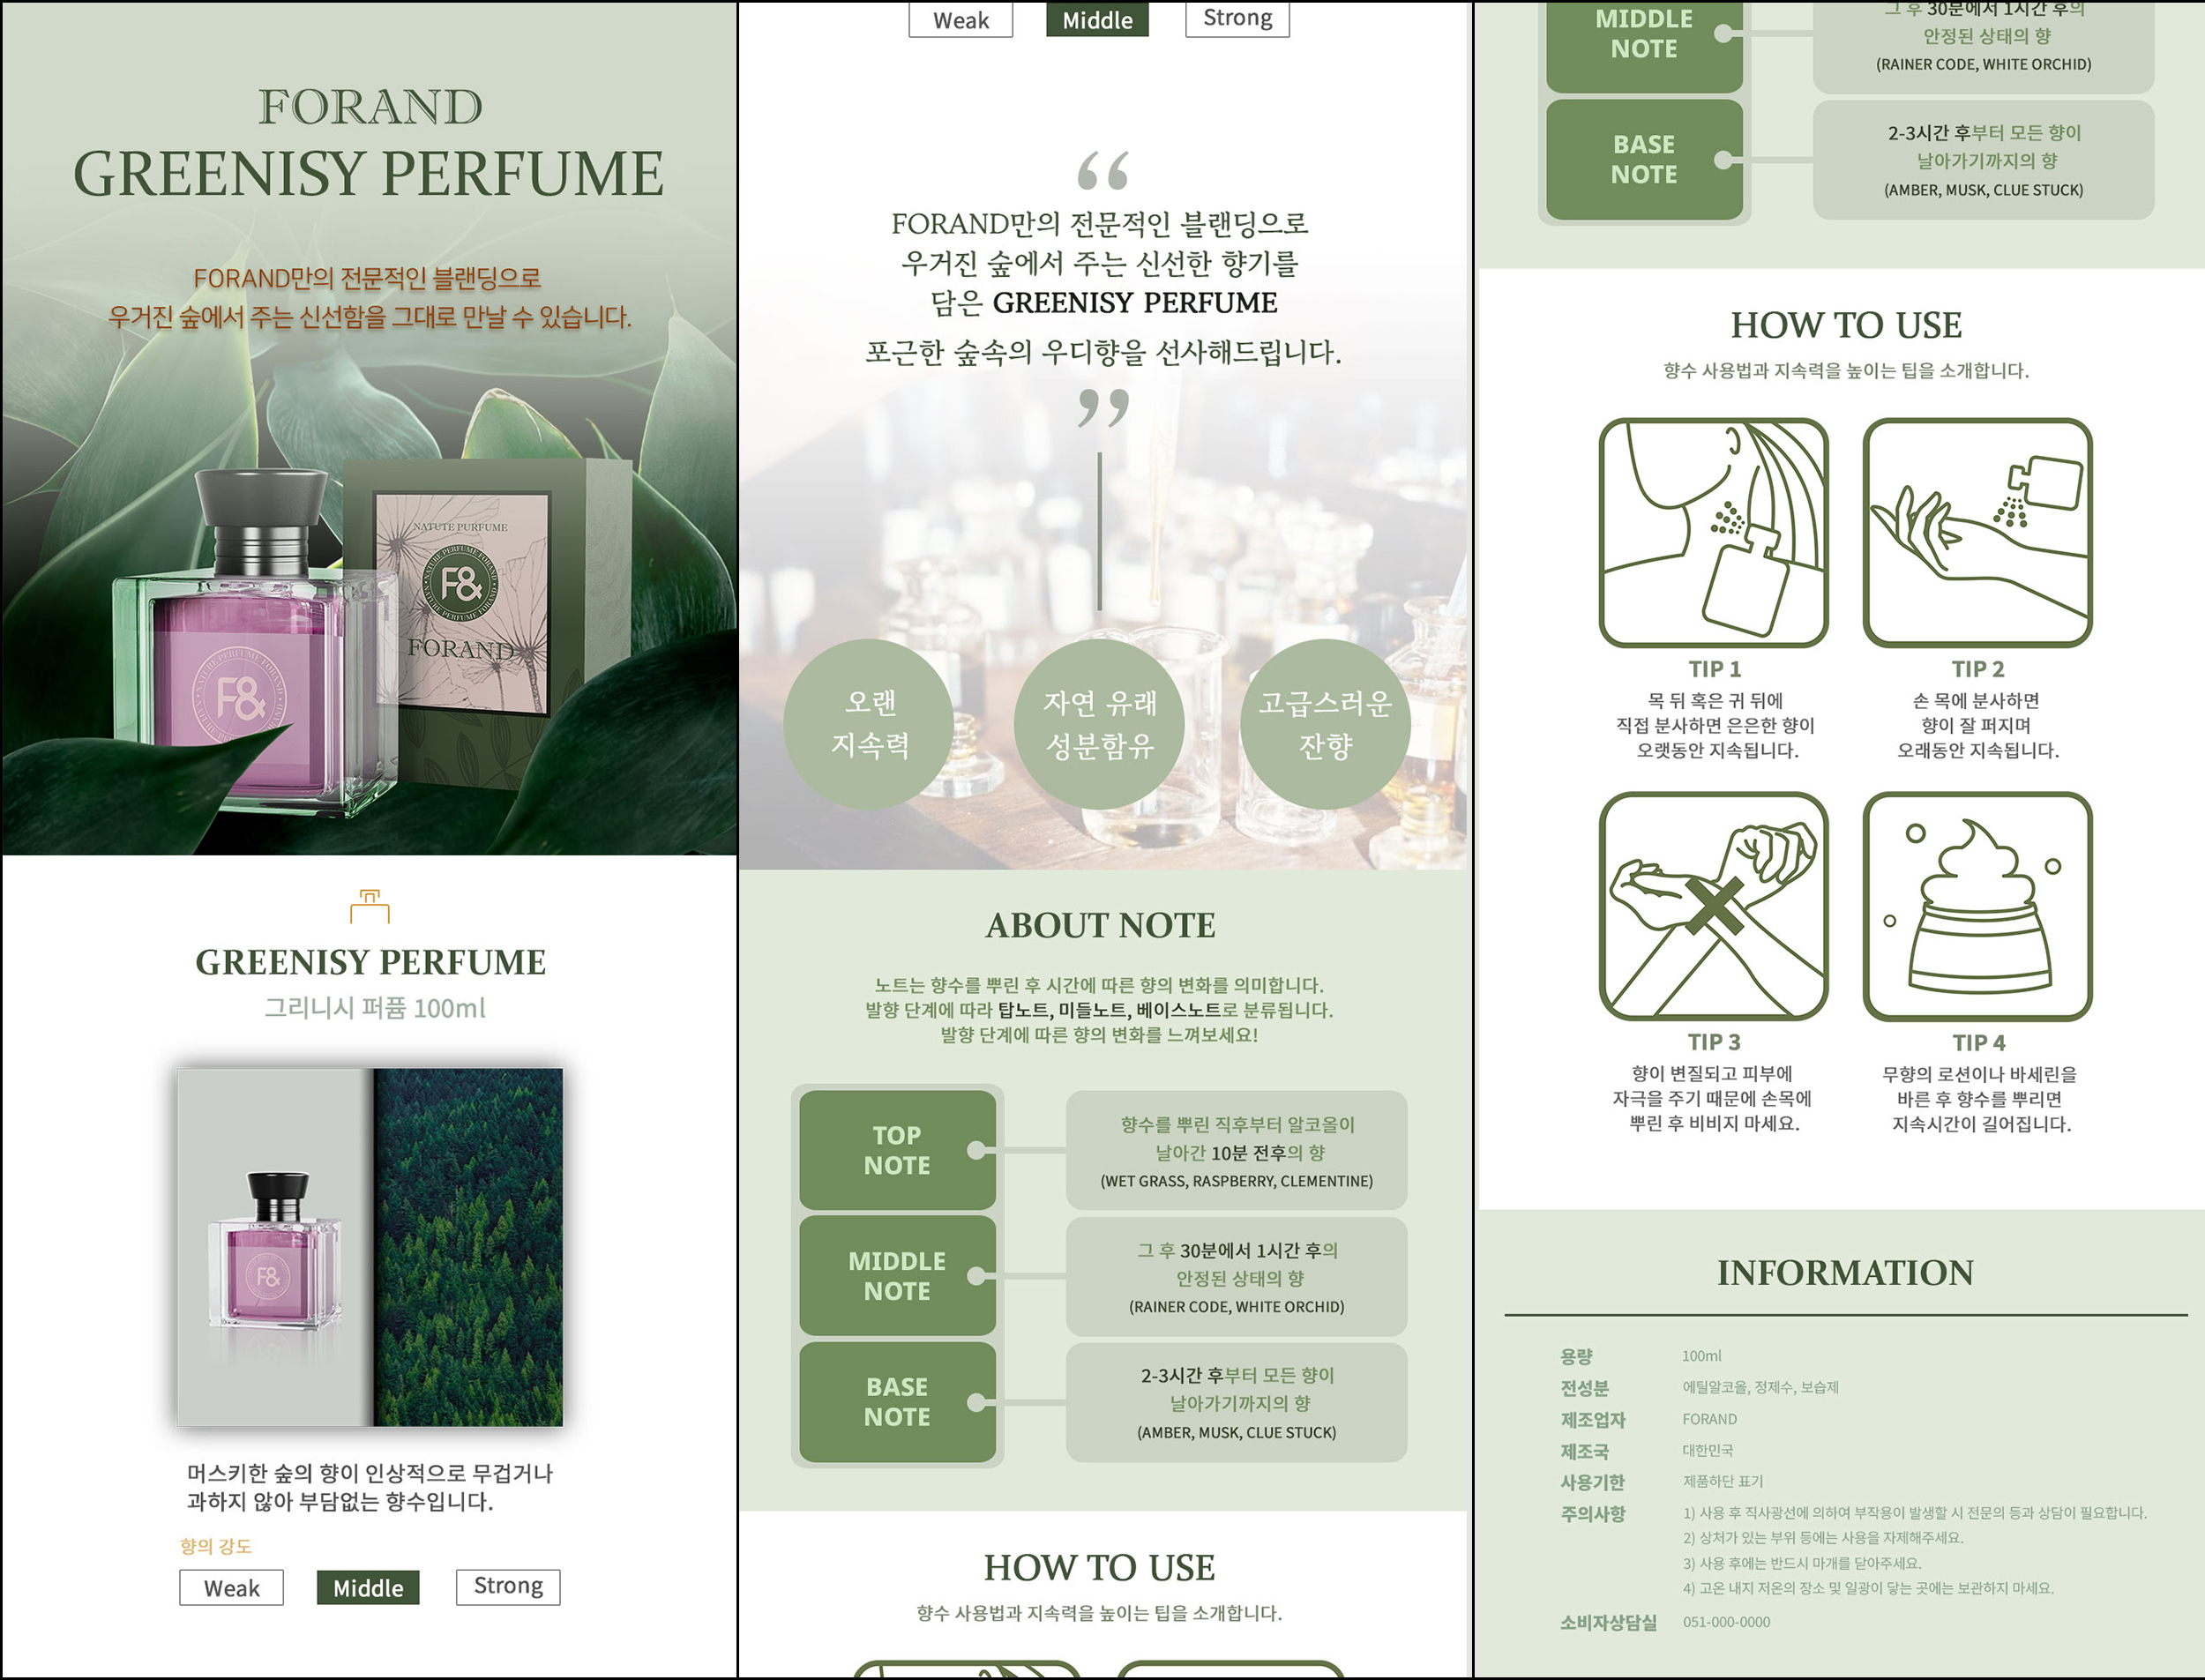 FORAND
GREENISY PERFUME
FORAND만의 전문적인 블랜딩으로
우거진 숲에서 주는 신선함을 그대로 만날 수 있습니다.
NATUTE PURFUME
F&
FORAND
F&
GREENISY PERFUME
그리니시 퍼퓸 100ml
F&
머스키한 숲의 향이 인상적으로 무겁거나
과하지 않아 부담없는 향수입니다.
향의 강도
Weak
Middle
Strong
Weak
Middle
Strong
“
FORAND만의 전문적인 블랜딩으로
우거진 숲에서 주는 신선한 향기를
담은 GREENISY PERFUME
포근한 숲속의 우디향을 선사해드립니다.
”
오랜
지속력
자연 유래
성분함유
고급스러운
잔향
ABOUT NOTE
노트는 향수를 뿌린 후 시간에 따른 향의 변화를 의미합니다.
발향 단계에 따라 탑노트, 미들노트, 베이스노트로 분류됩니다.
발향 단계에 따른 향의 변화를 느껴보세요!
TOP
NOTE
향수를 뿌린 직후부터 알코올이
날아간 10분 전후의 향
(WET GRASS, RASPBERRY, CLEMENTINE)
MIDDLE
NOTE
그 후 30분에서 1시간 후의
안정된 상태의 향
(RAINER CODE, WHITE ORCHID)
BASE
NOTE
2-3시간 후부터 모든 향이
날아가기까지의 향
(AMBER, MUSK, CLUE STUCK)
HOW TO USE
향수 사용법과 지속력을 높이는 팁을 소개합니다.
MIDDLE
NOTE
그 후 30분에서 1시간 후의
안정된 상태의 향
(RAINER CODE, WHITE ORCHID)
BASE
NOTE
2-3시간 후부터 모든 향이
날아가기까지의 향
(AMBER, MUSK, CLUE STUCK)
HOW TO USE
향수 사용법과 지속력을 높이는 팁을 소개합니다.
TIP 1
목 뒤 혹은 귀 뒤에
직접 분사하면 은은한 향이
오랫동안 지속됩니다.
TIP 2
손 목에 분사하면
향이 잘 퍼지며
오래동안 지속됩니다.
TIP 3
향이 변질되고 피부에
자극을 주기 때문에 손목에
뿌린 후 비비지 마세요.
TIP 4
무향의 로션이나 바세린을
바른 후 향수를 뿌리면
지속시간이 길어집니다.
INFORMATION
용량 100ml
전성분 에틸알코올, 정제수, 보습제
제조업자 FORAND
제조국 대한민국
사용기한 제품하단 표기
주의사항 1) 사용 후 직사광선에 의하여 부작용이 발생할 시 전문의 등과 상담이 필요합니다.
2) 상처가 있는 부위 등에는 사용을 자제해주세요.
3) 사용 후에는 반드시 마개를 닫아주세요.
4) 고온 내지 저온의 장소 및 일광이 닿는 곳에는 보관하지 마세요.
소비자상담실 051-000-0000